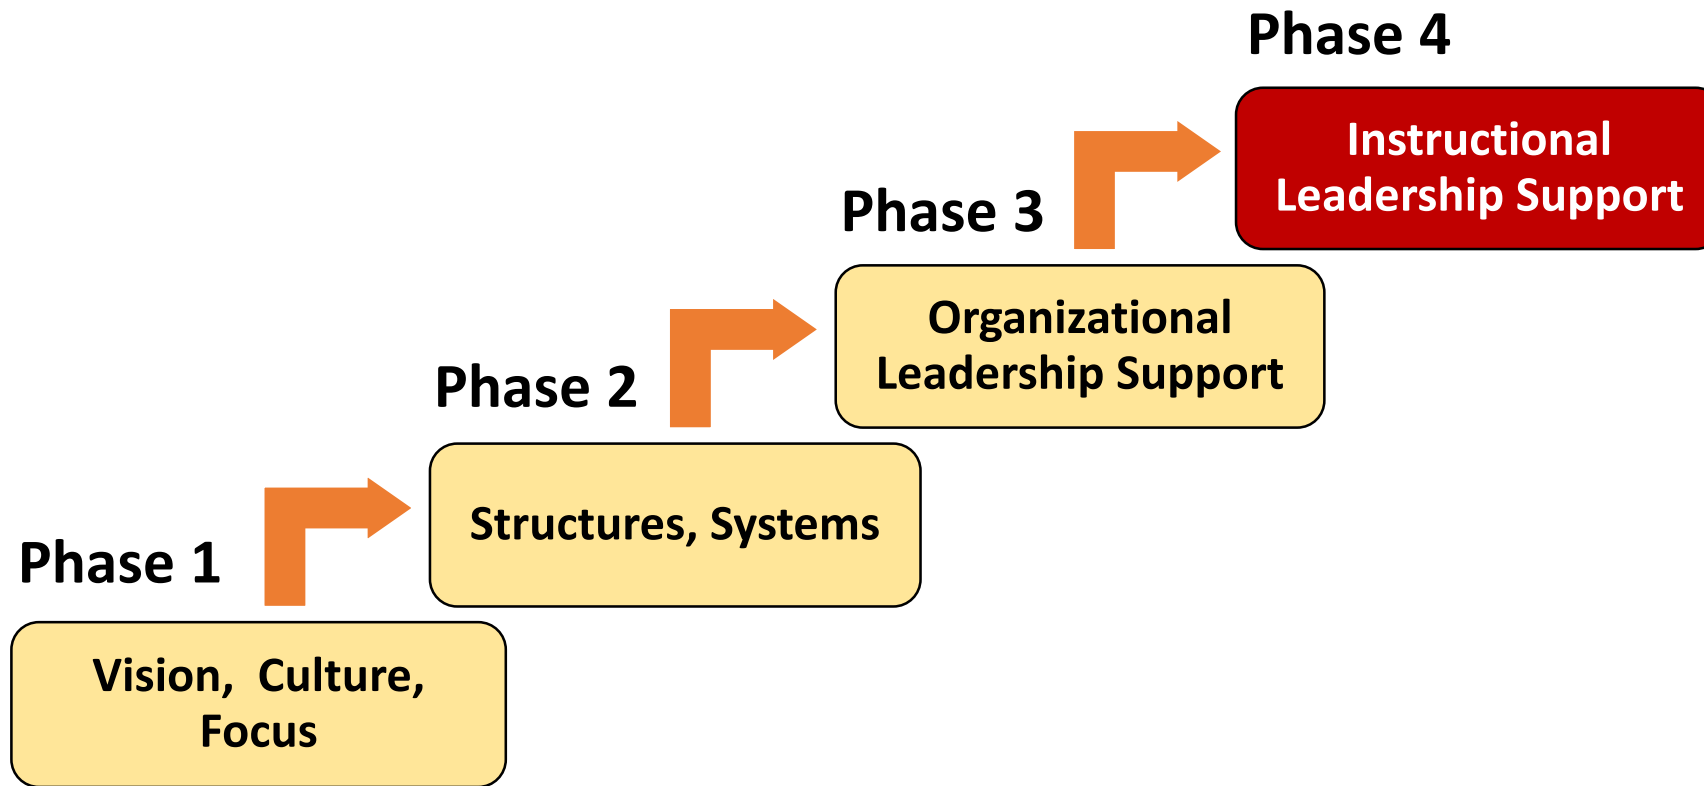 Phase 1
Vision, Culture,
Focus
Phase 2
Structures, Systems
Phase 3
Organizational
Leadership Support
Phase 4
Instructional
Leadership Support